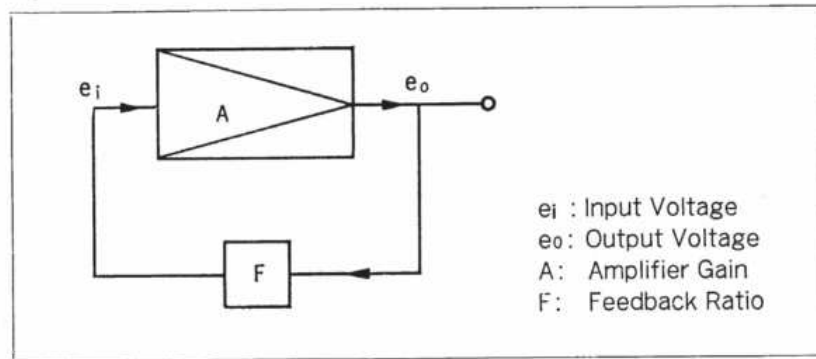 eᵢ
A
eₒ
F
eᵢ : Input Voltage
eₒ : Output Voltage
A : Amplifier Gain
F : Feedback Ratio